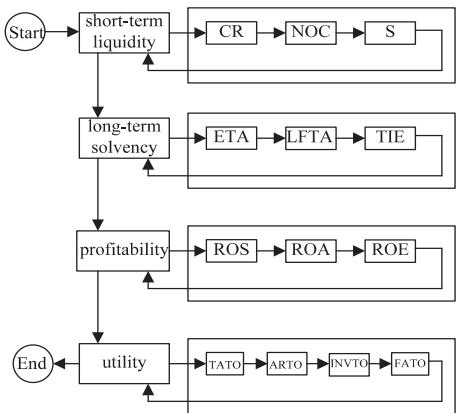 Start
short-term
liquidity
CR
NOC
S
long-term
solvency
ETA
LFTA
TIE
profitability
ROS
ROA
ROE
End
utility
TATO
ARTO
INVTO
FATO